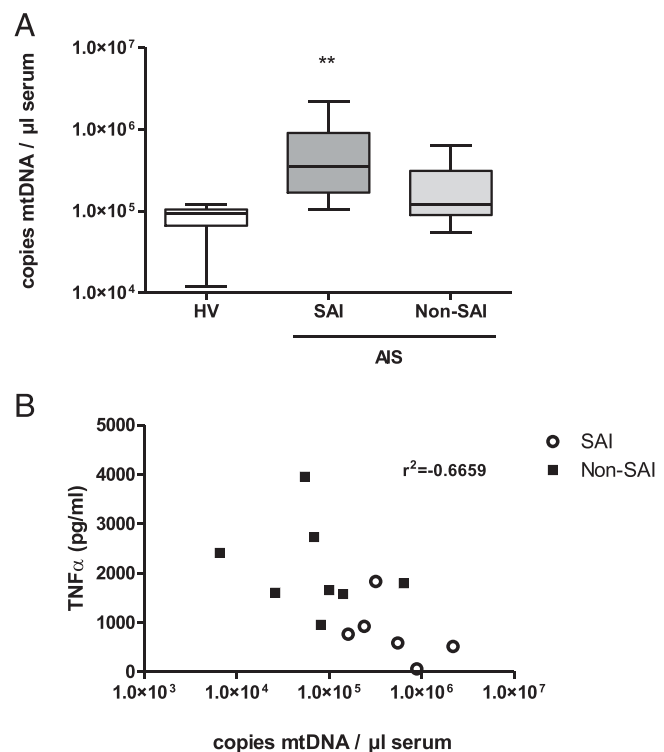 A
copies mtDNA / µl serum
1.0×10⁷
1.0×10⁶
1.0×10⁵
1.0×10⁴
**
HV SAI Non-SAI
AIS
B
TNFα (pg/ml)
5000
4000
3000
2000
1000
0
r²=-0.6659
SAI
Non-SAI
1.0×10³ 1.0×10⁴ 1.0×10⁵ 1.0×10⁶ 1.0×10⁷
copies mtDNA / µl serum